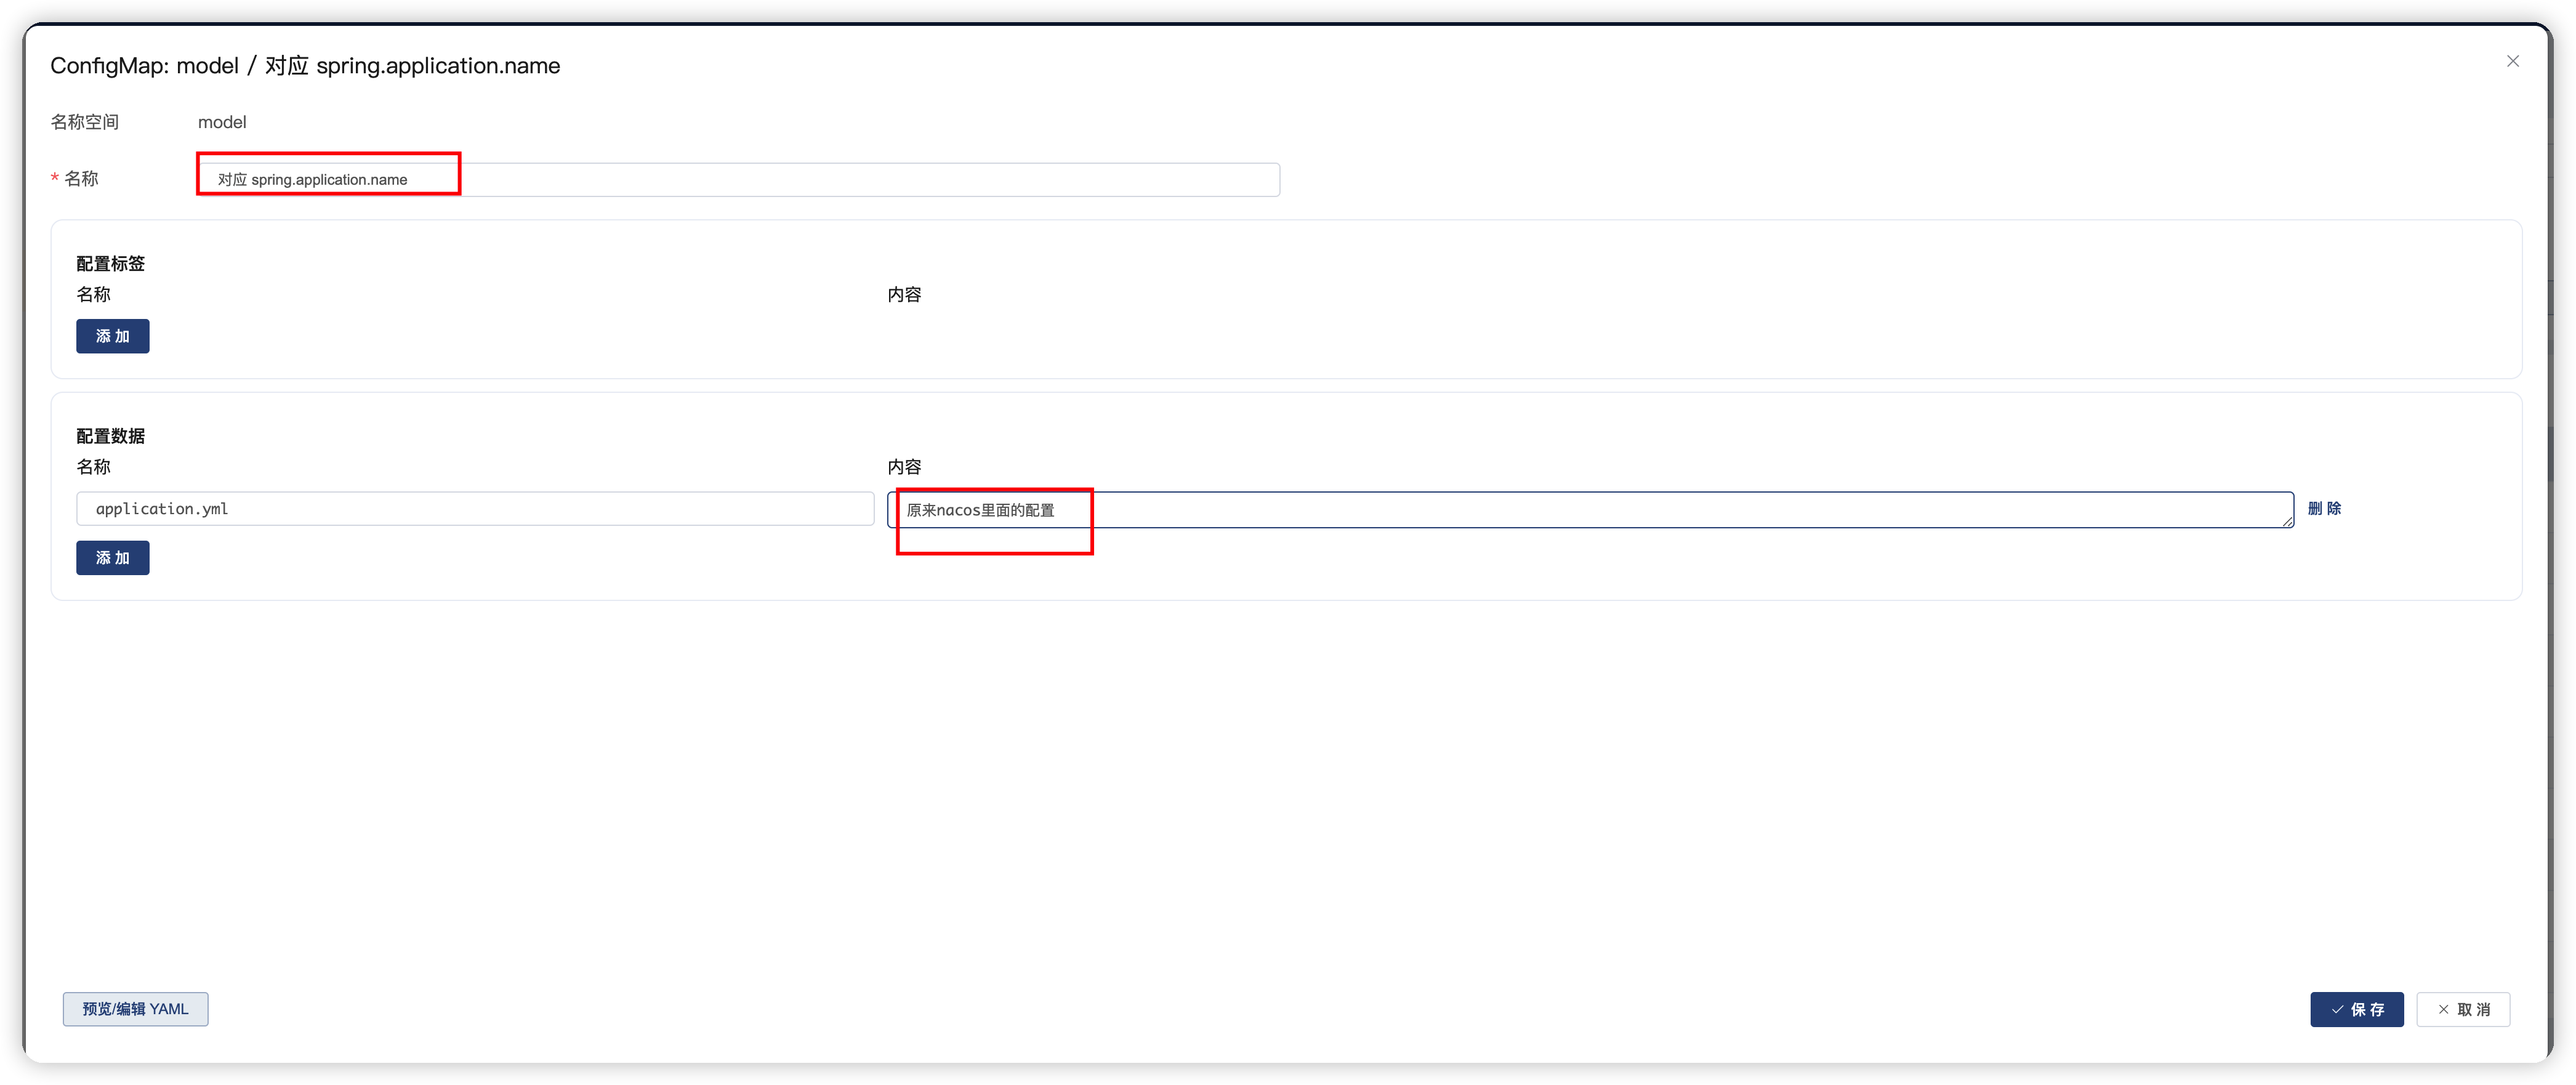 ConfigMap: model / 对应 spring.application.name
名称空间 model
* 名称 对应 spring.application.name
配置标签
名称 内容
添 加
配置数据
名称 内容
application.yml 原来nacos里面的配置 删 除
添 加
预览/编辑 YAML 保 存 取 消